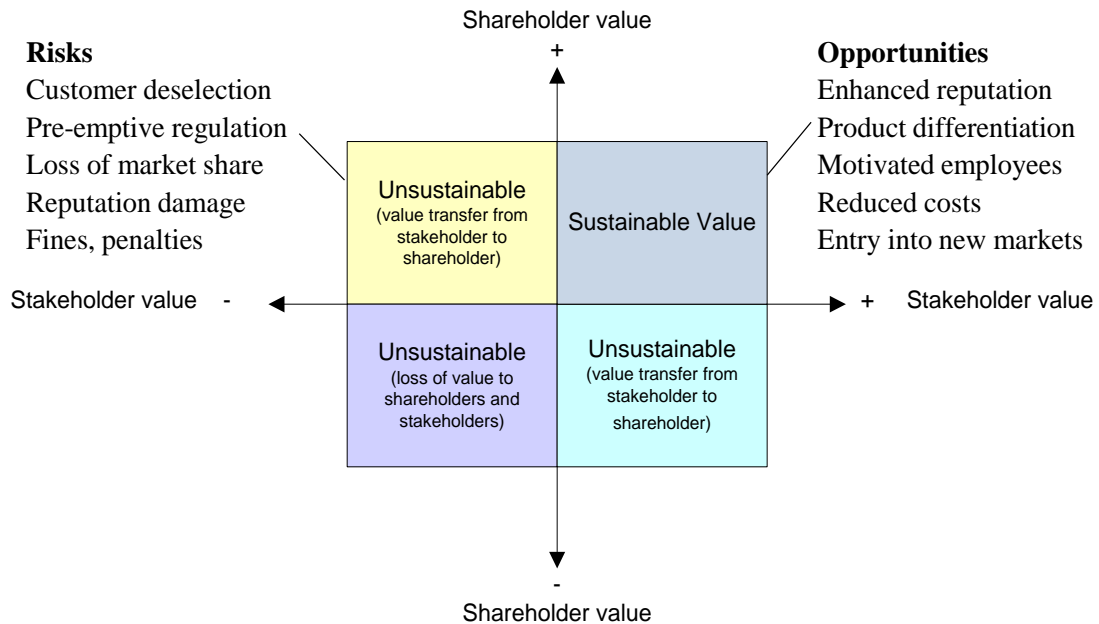 Shareholder value
+
Risks
Customer deselection
Pre-emptive regulation
Loss of market share
Reputation damage
Fines, penalties
Opportunities
Enhanced reputation
Product differentiation
Motivated employees
Reduced costs
Entry into new markets
Unsustainable
(value transfer from
stakeholder to
shareholder)
Sustainable Value
Stakeholder value -
+ Stakeholder value
Unsustainable
(loss of value to
shareholders and
stakeholders)
Unsustainable
(value transfer from
stakeholder to
shareholder)
-
Shareholder value